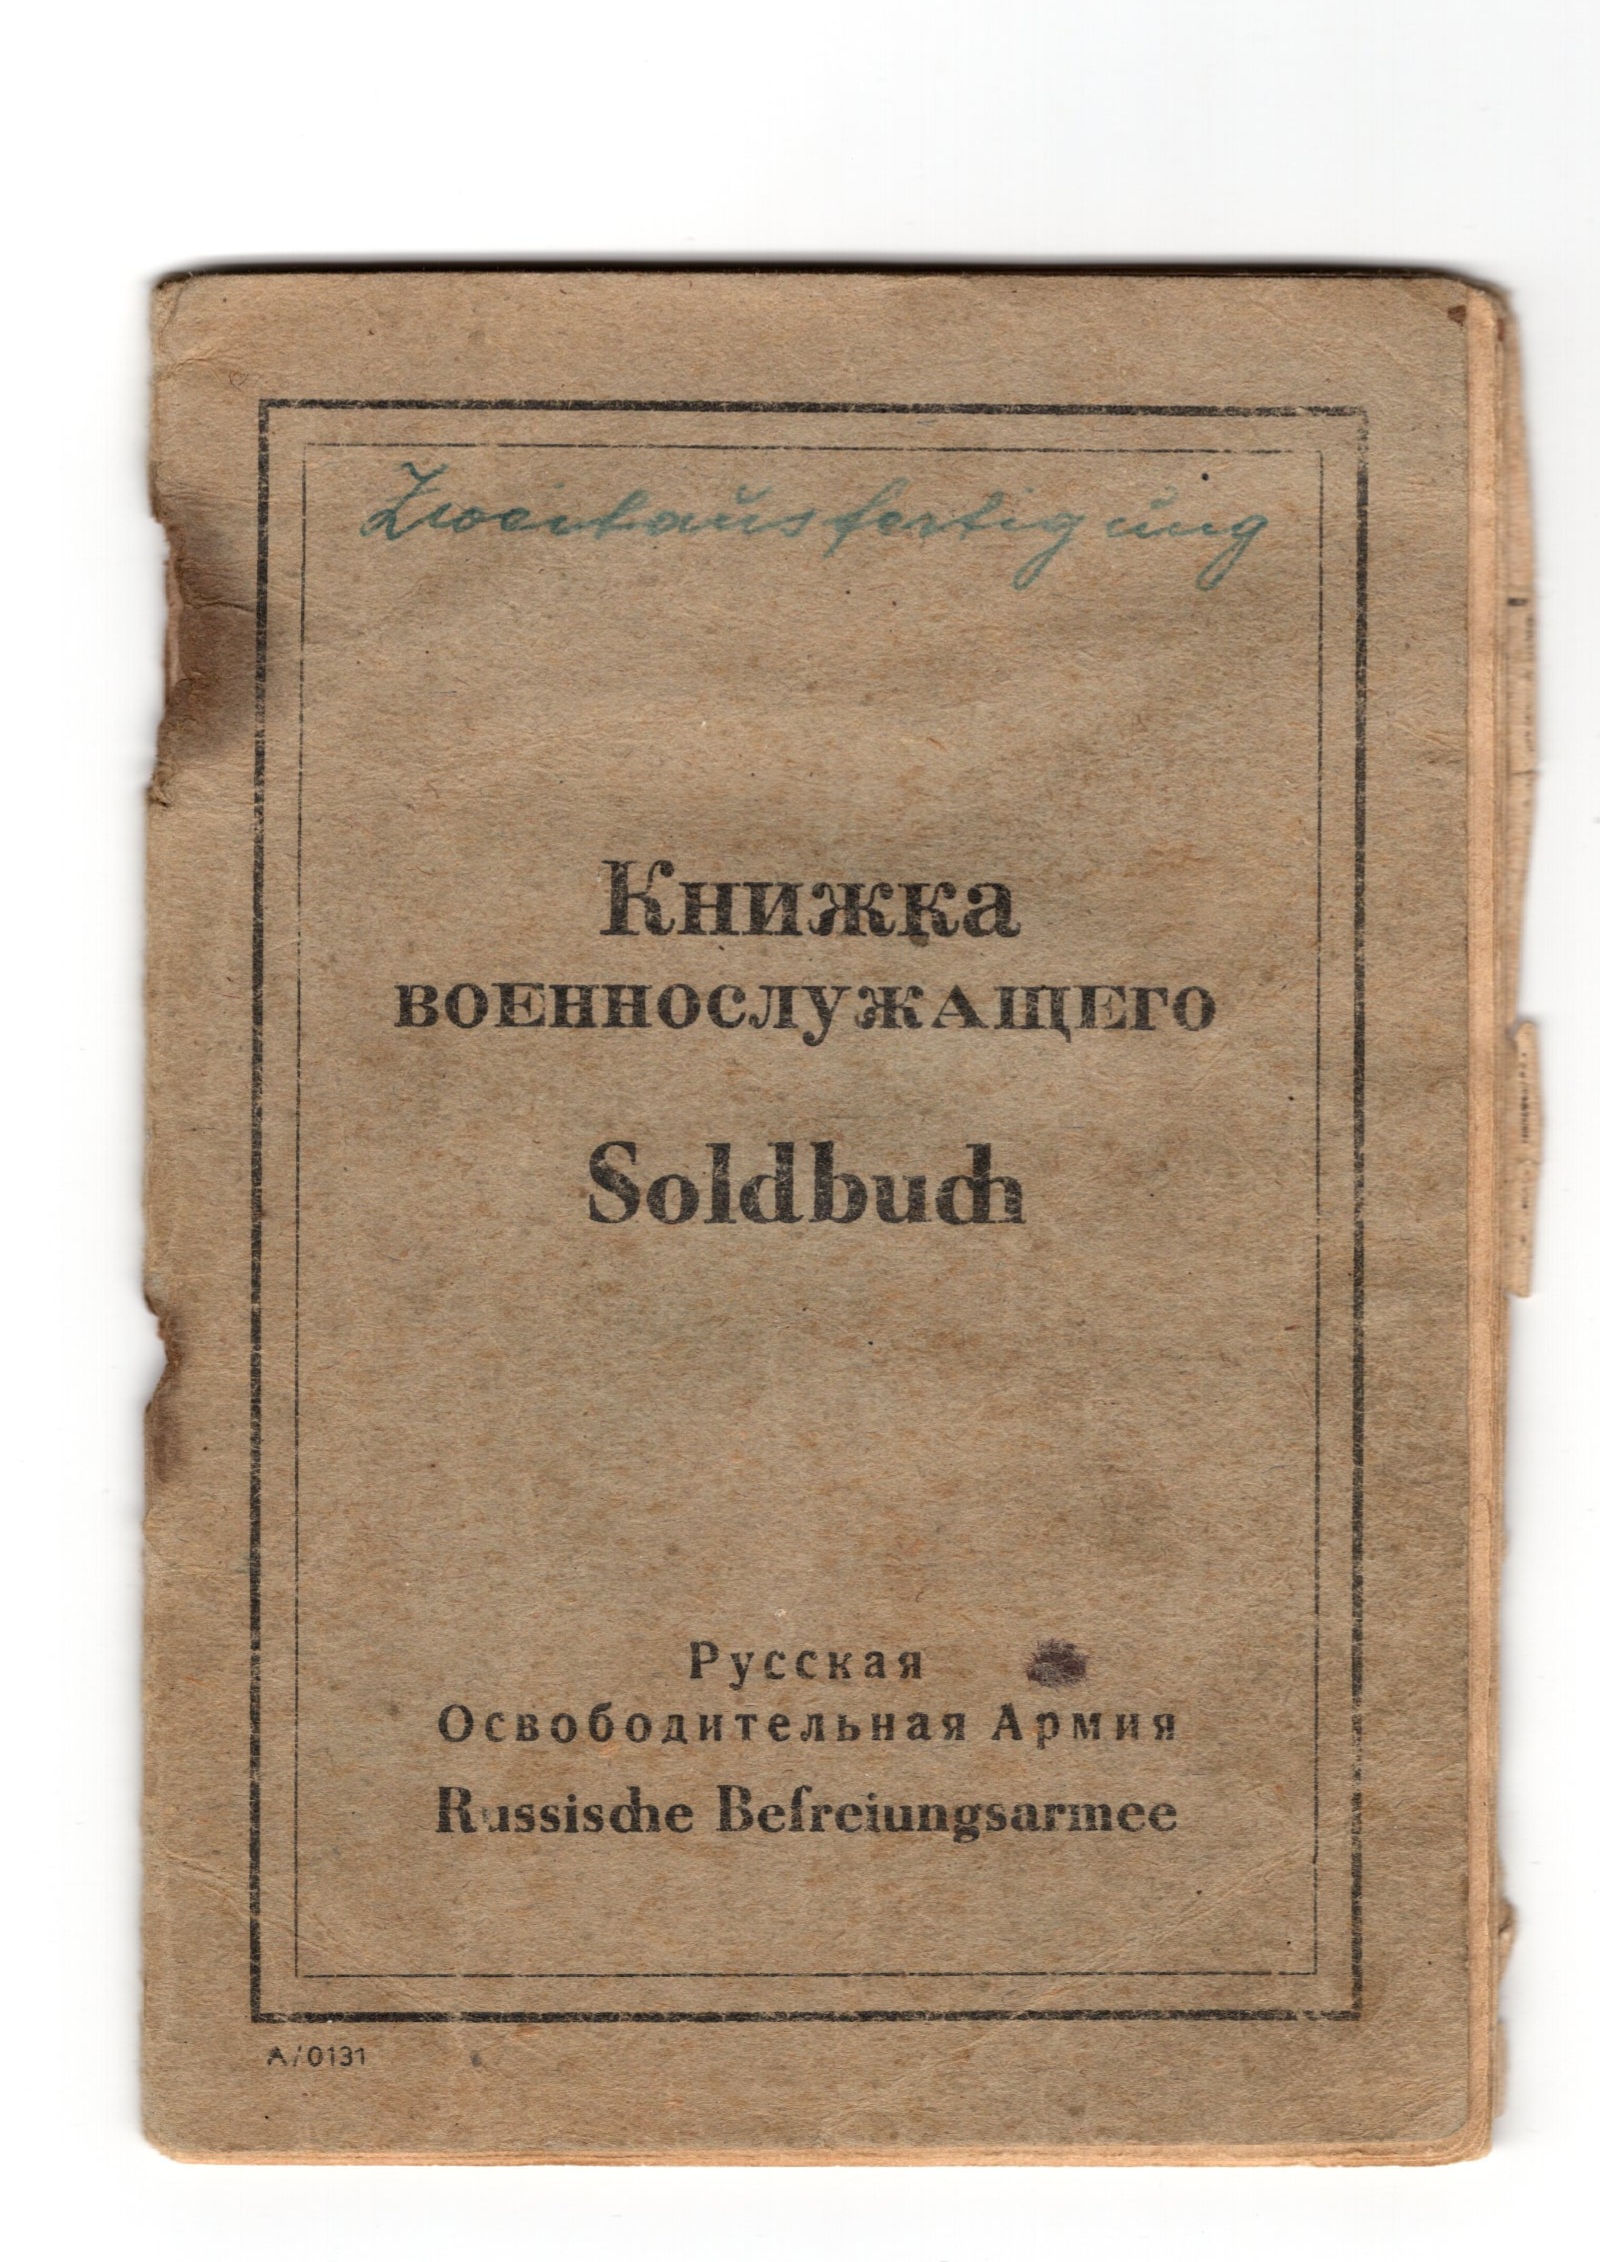 Zweitausfertigung
Книжка
военнослужащего
Soldbuch
Русская
Освободительная Армия
Russische Befreiungsarmee
A/0131